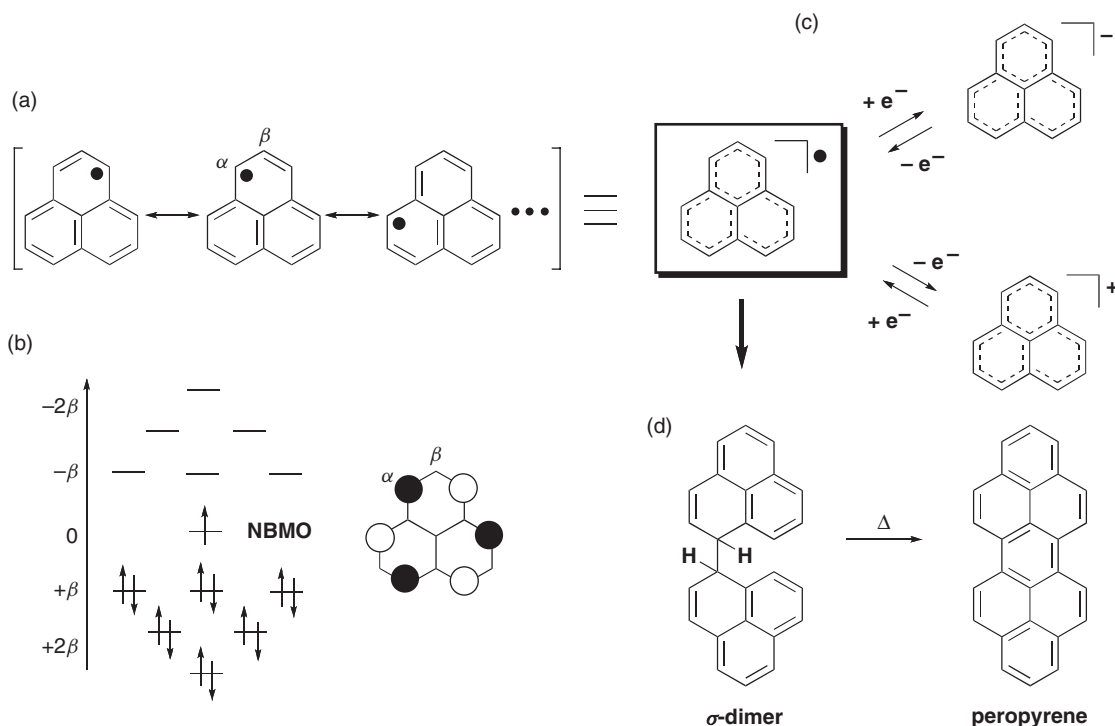 (a)
α
β
(b)
−2β
−β
0
+β
+2β
NBMO
α
β
(c)
+ e−
− e−
−
− e−
+ e−
+
(d)
H
H
Δ
σ-dimer
peropyrene